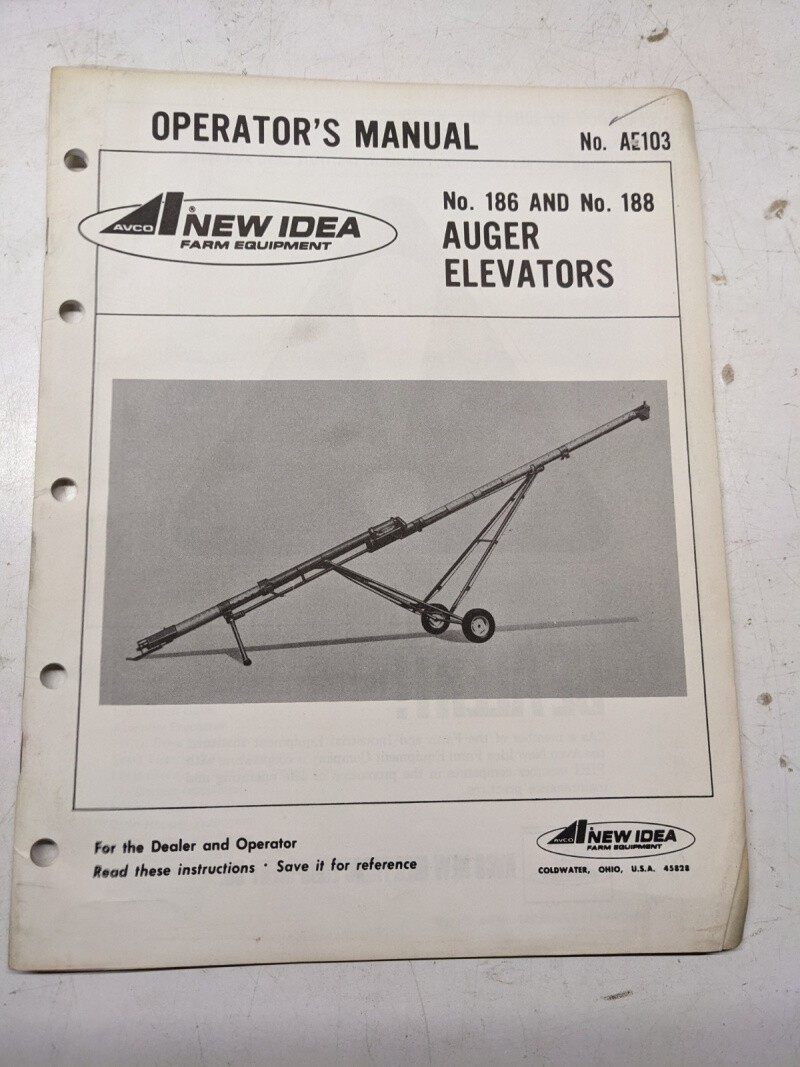 OPERATOR'S MANUAL
No. AE103
AVCO ® NEW IDEA
FARM EQUIPMENT
No. 186 AND No. 188
AUGER
ELEVATORS
For the Dealer and Operator
Read these instructions · Save it for reference
AVCO NEW IDEA
FARM EQUIPMENT
COLDWATER, OHIO, U.S.A. 45828